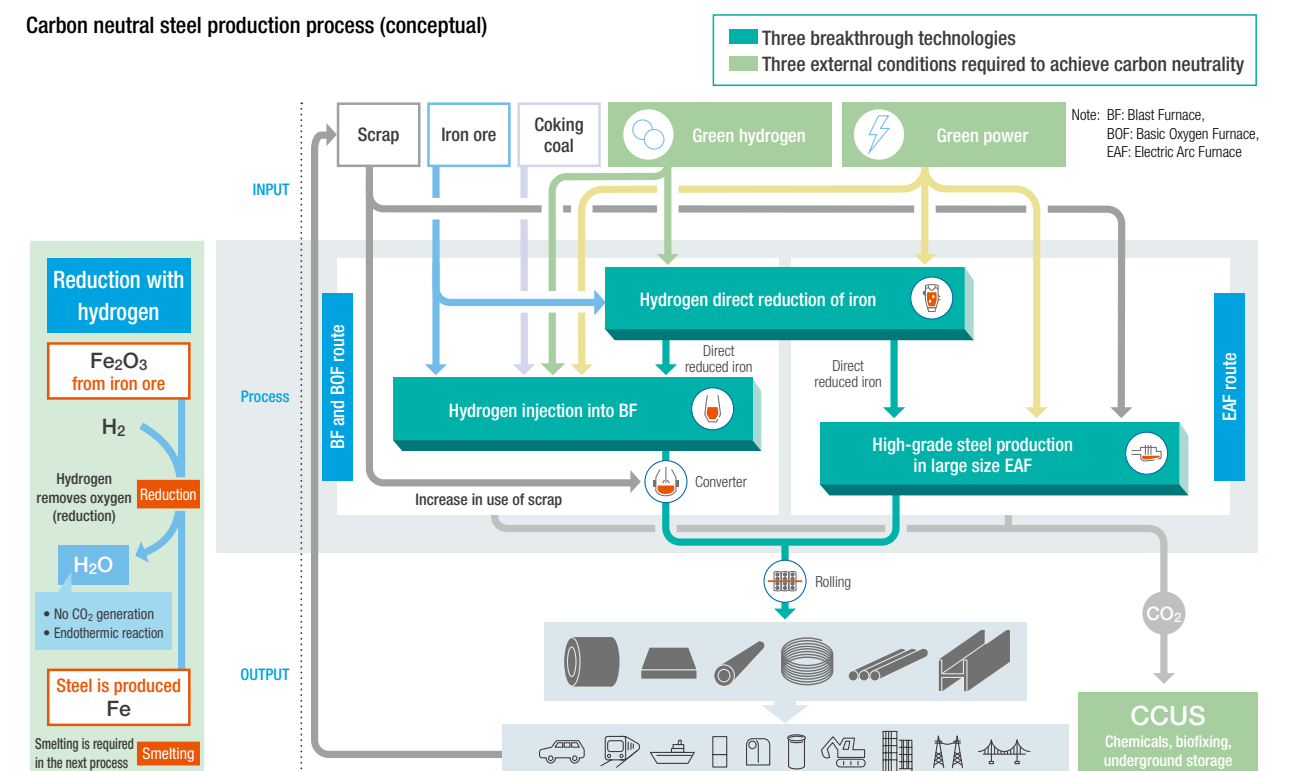 Carbon neutral steel production process (conceptual)
Three breakthrough technologies
Three external conditions required to achieve carbon neutrality
Note: BF: Blast Furnace,
BOF: Basic Oxygen Furnace,
EAF: Electric Arc Furnace
Scrap
Iron ore
Coking
coal
Green hydrogen
Green power
INPUT
Reduction with
hydrogen
Fe₂O₃
from iron ore
H₂
Hydrogen
removes oxygen
(reduction)
Reduction
H₂O
• No CO₂ generation
• Endothermic reaction
Steel is produced
Fe
Smelting is required
in the next process
Smelting
Process
BF and BOF route
Hydrogen direct reduction of iron
Direct
reduced iron
Direct
reduced iron
Hydrogen injection into BF
High-grade steel production
in large size EAF
EAF route
Converter
Increase in use of scrap
Rolling
CO₂
OUTPUT
CCUS
Chemicals, biofixing,
underground storage